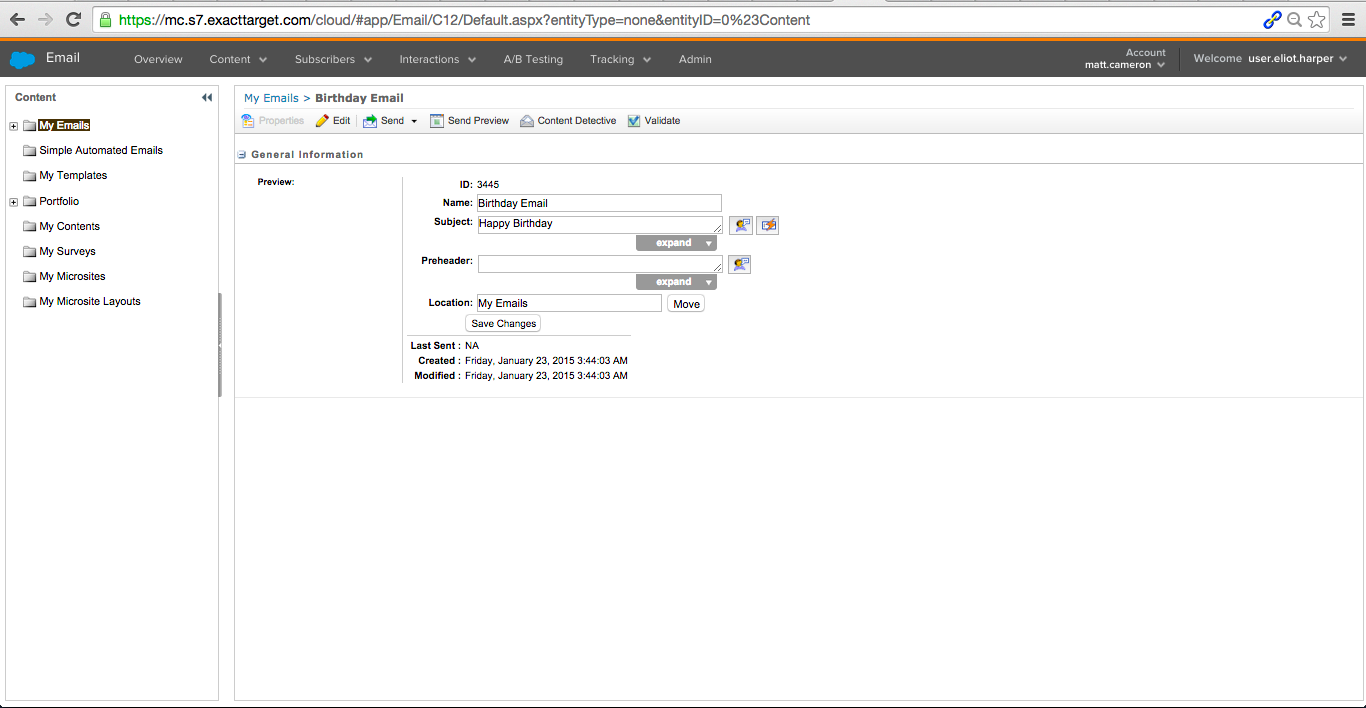 https://mc.s7.exacttarget.com/cloud/#app/Email/C12/Default.aspx?entityType=none&entityID=0%23Content
Email Overview Content Subscribers Interactions A/B Testing Tracking Admin Account matt.cameron Welcome user.eliot.harper
Content
My Emails
Simple Automated Emails
My Templates
Portfolio
My Contents
My Surveys
My Microsites
My Microsite Layouts
My Emails > Birthday Email
Properties Edit Send Send Preview Content Detective Validate
General Information
Preview:
ID: 3445
Name: Birthday Email
Subject: Happy Birthday
expand
Preheader:
expand
Location: My Emails Move
Save Changes
Last Sent : NA
Created : Friday, January 23, 2015 3:44:03 AM
Modified : Friday, January 23, 2015 3:44:03 AM